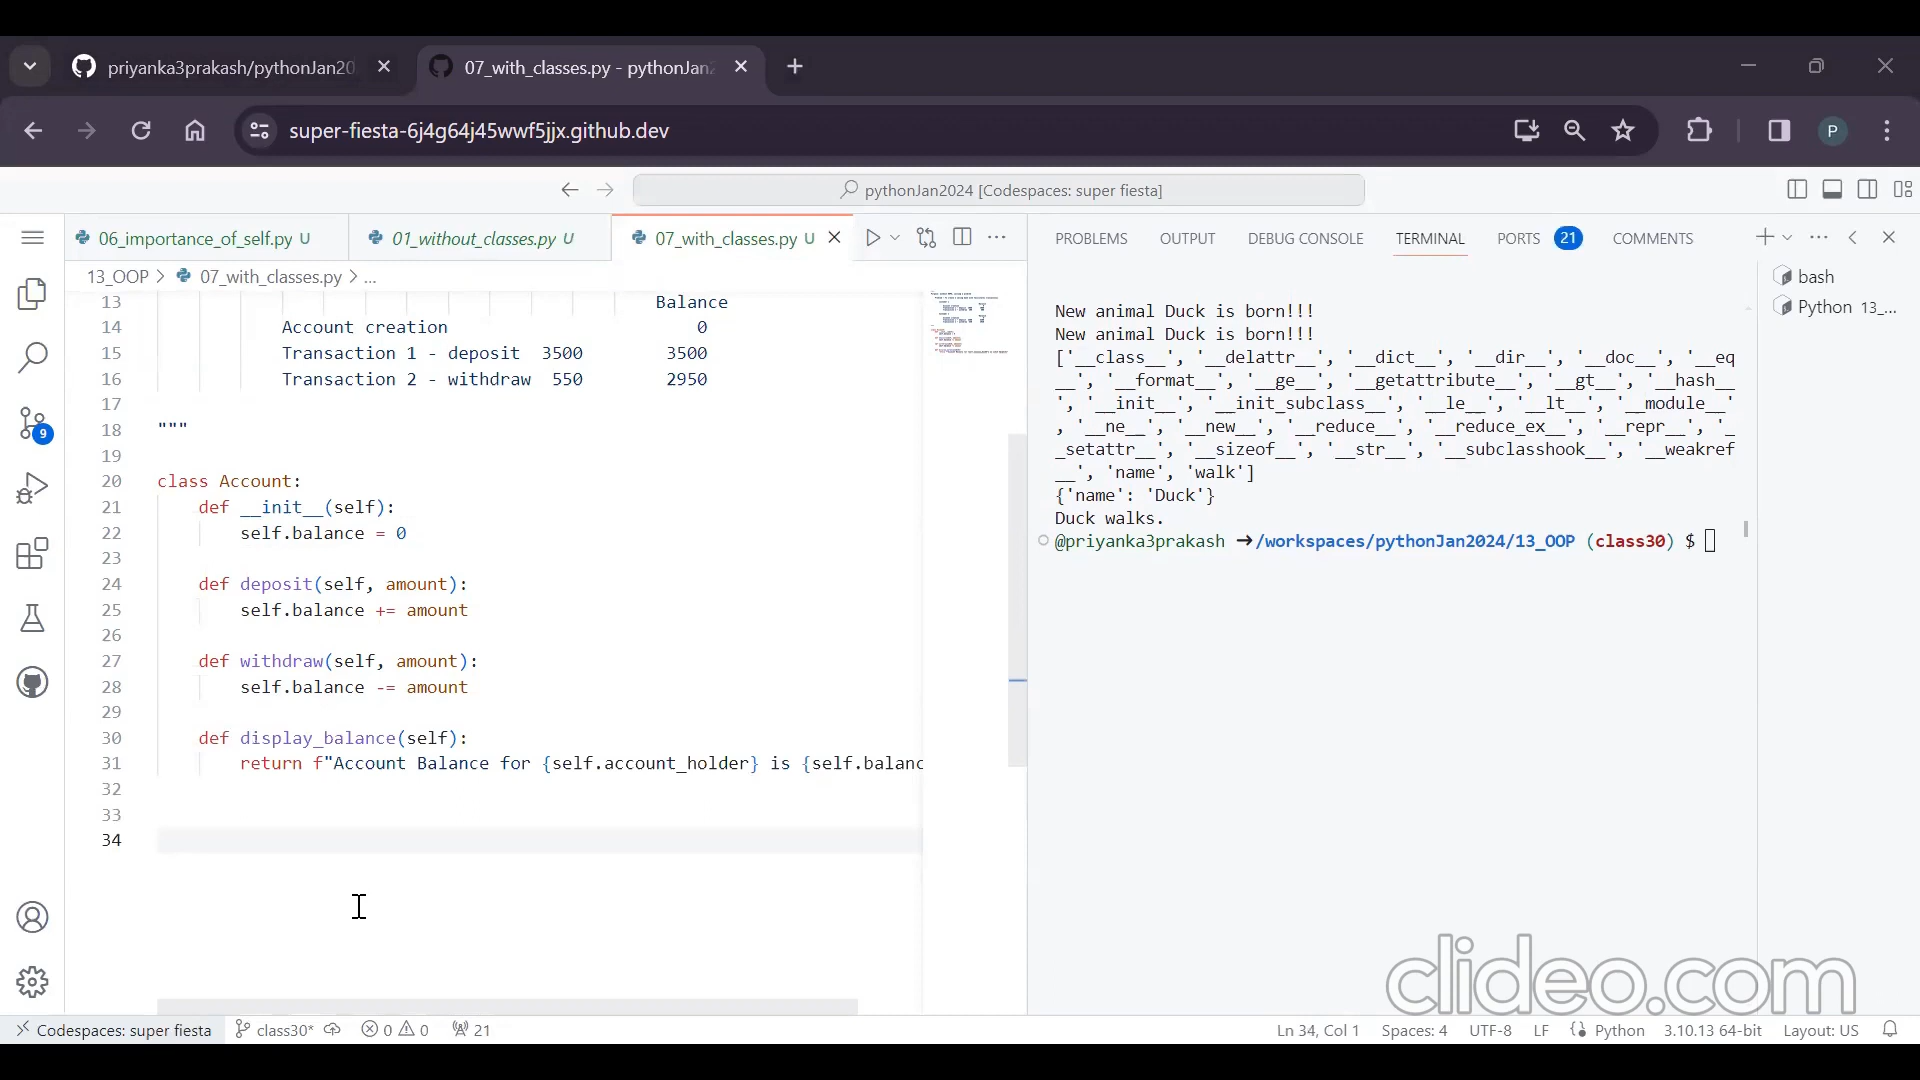 priyanka3prakash/pythonJan20
07_with_classes.py - pythonJan
super-fiesta-6j4g64j45wwf5jjx.github.dev
P
pythonJan2024 [Codespaces: super fiesta]
06_importance_of_self.py U
01_without_classes.py U
07_with_classes.py U
PROBLEMS OUTPUT DEBUG CONSOLE TERMINAL PORTS 21 COMMENTS
13_OOP > 07_with_classes.py > ...
13 Balance
14 Account creation 0
15 Transaction 1 - deposit 3500 3500
16 Transaction 2 - withdraw 550 2950
17
18 """
19
20 class Account:
21 def __init__(self):
22 self.balance = 0
23
24 def deposit(self, amount):
25 self.balance += amount
26
27 def withdraw(self, amount):
28 self.balance -= amount
29
30 def display_balance(self):
31 return f"Account Balance for {self.account_holder} is {self.balanc
32
33
34
New animal Duck is born!!!
New animal Duck is born!!!
['__class__', '__delattr__', '__dict__', '__dir__', '__doc__', '__eq
__', '__format__', '__ge__', '__getattribute__', '__gt__', '__hash__
', '__init__', '__init_subclass__', '__le__', '__lt__', '__module__'
, '__ne__', '__new__', '__reduce__', '__reduce_ex__', '__repr__', '_
_setattr__', '__sizeof__', '__str__', '__subclasshook__', '__weakref
__', 'name', 'walk']
{'name': 'Duck'}
Duck walks.
@priyanka3prakash →/workspaces/pythonJan2024/13_OOP (class30) $
bash
Python 13_...
9
clideo.com
Codespaces: super fiesta class30* 0 0 21 Ln 34, Col 1 Spaces: 4 UTF-8 LF Python 3.10.13 64-bit Layout: US